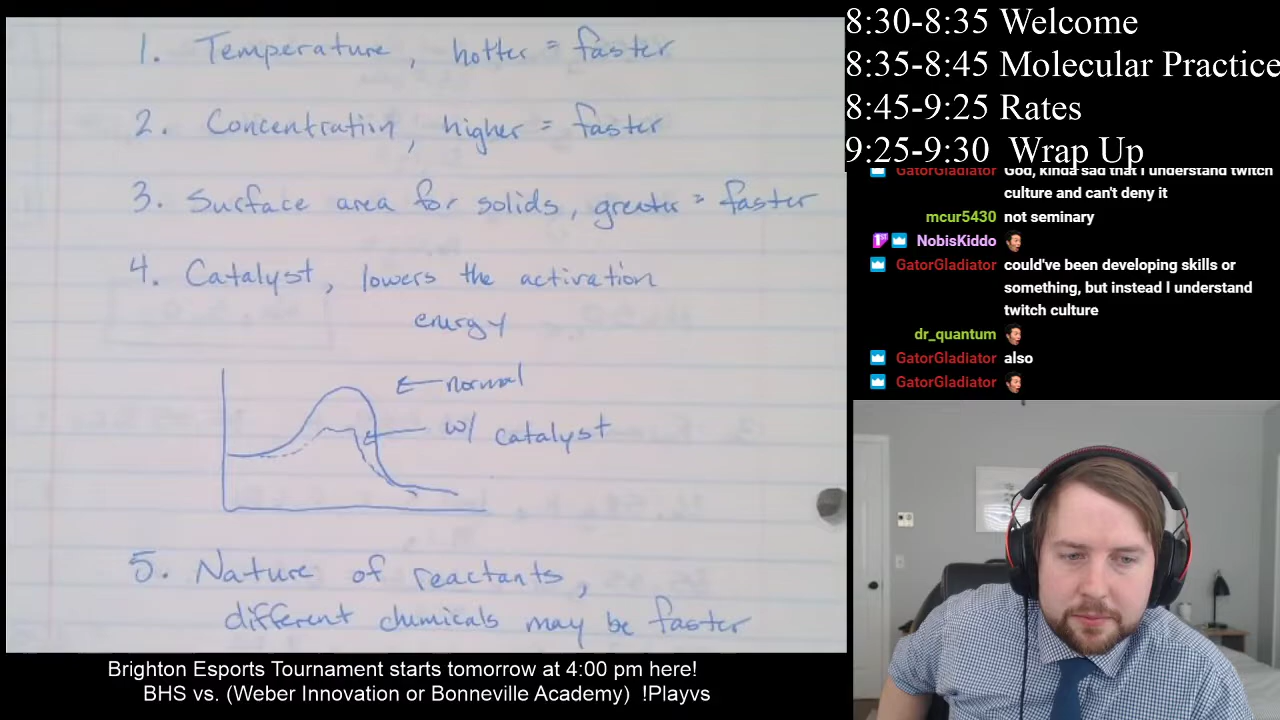 1. Temperature, hotter = faster
2. Concentration, higher = faster
3. Surface area for solids, greater = faster
4. Catalyst, lowers the activation
energy
normal
w/ catalyst
5. Nature of reactants,
different chemicals may be faster
8:30-8:35 Welcome
8:35-8:45 Molecular Practice
8:45-9:25 Rates
9:25-9:30 Wrap Up
GatorGladiator God, kinda sad that I understand twitch
culture and can't deny it
mcur5430 not seminary
NobisKiddo
GatorGladiator could've been developing skills or
something, but instead I understand
twitch culture
dr_quantum
GatorGladiator also
GatorGladiator
Brighton Esports Tournament starts tomorrow at 4:00 pm here!
BHS vs. (Weber Innovation or Bonneville Academy) !Playvs